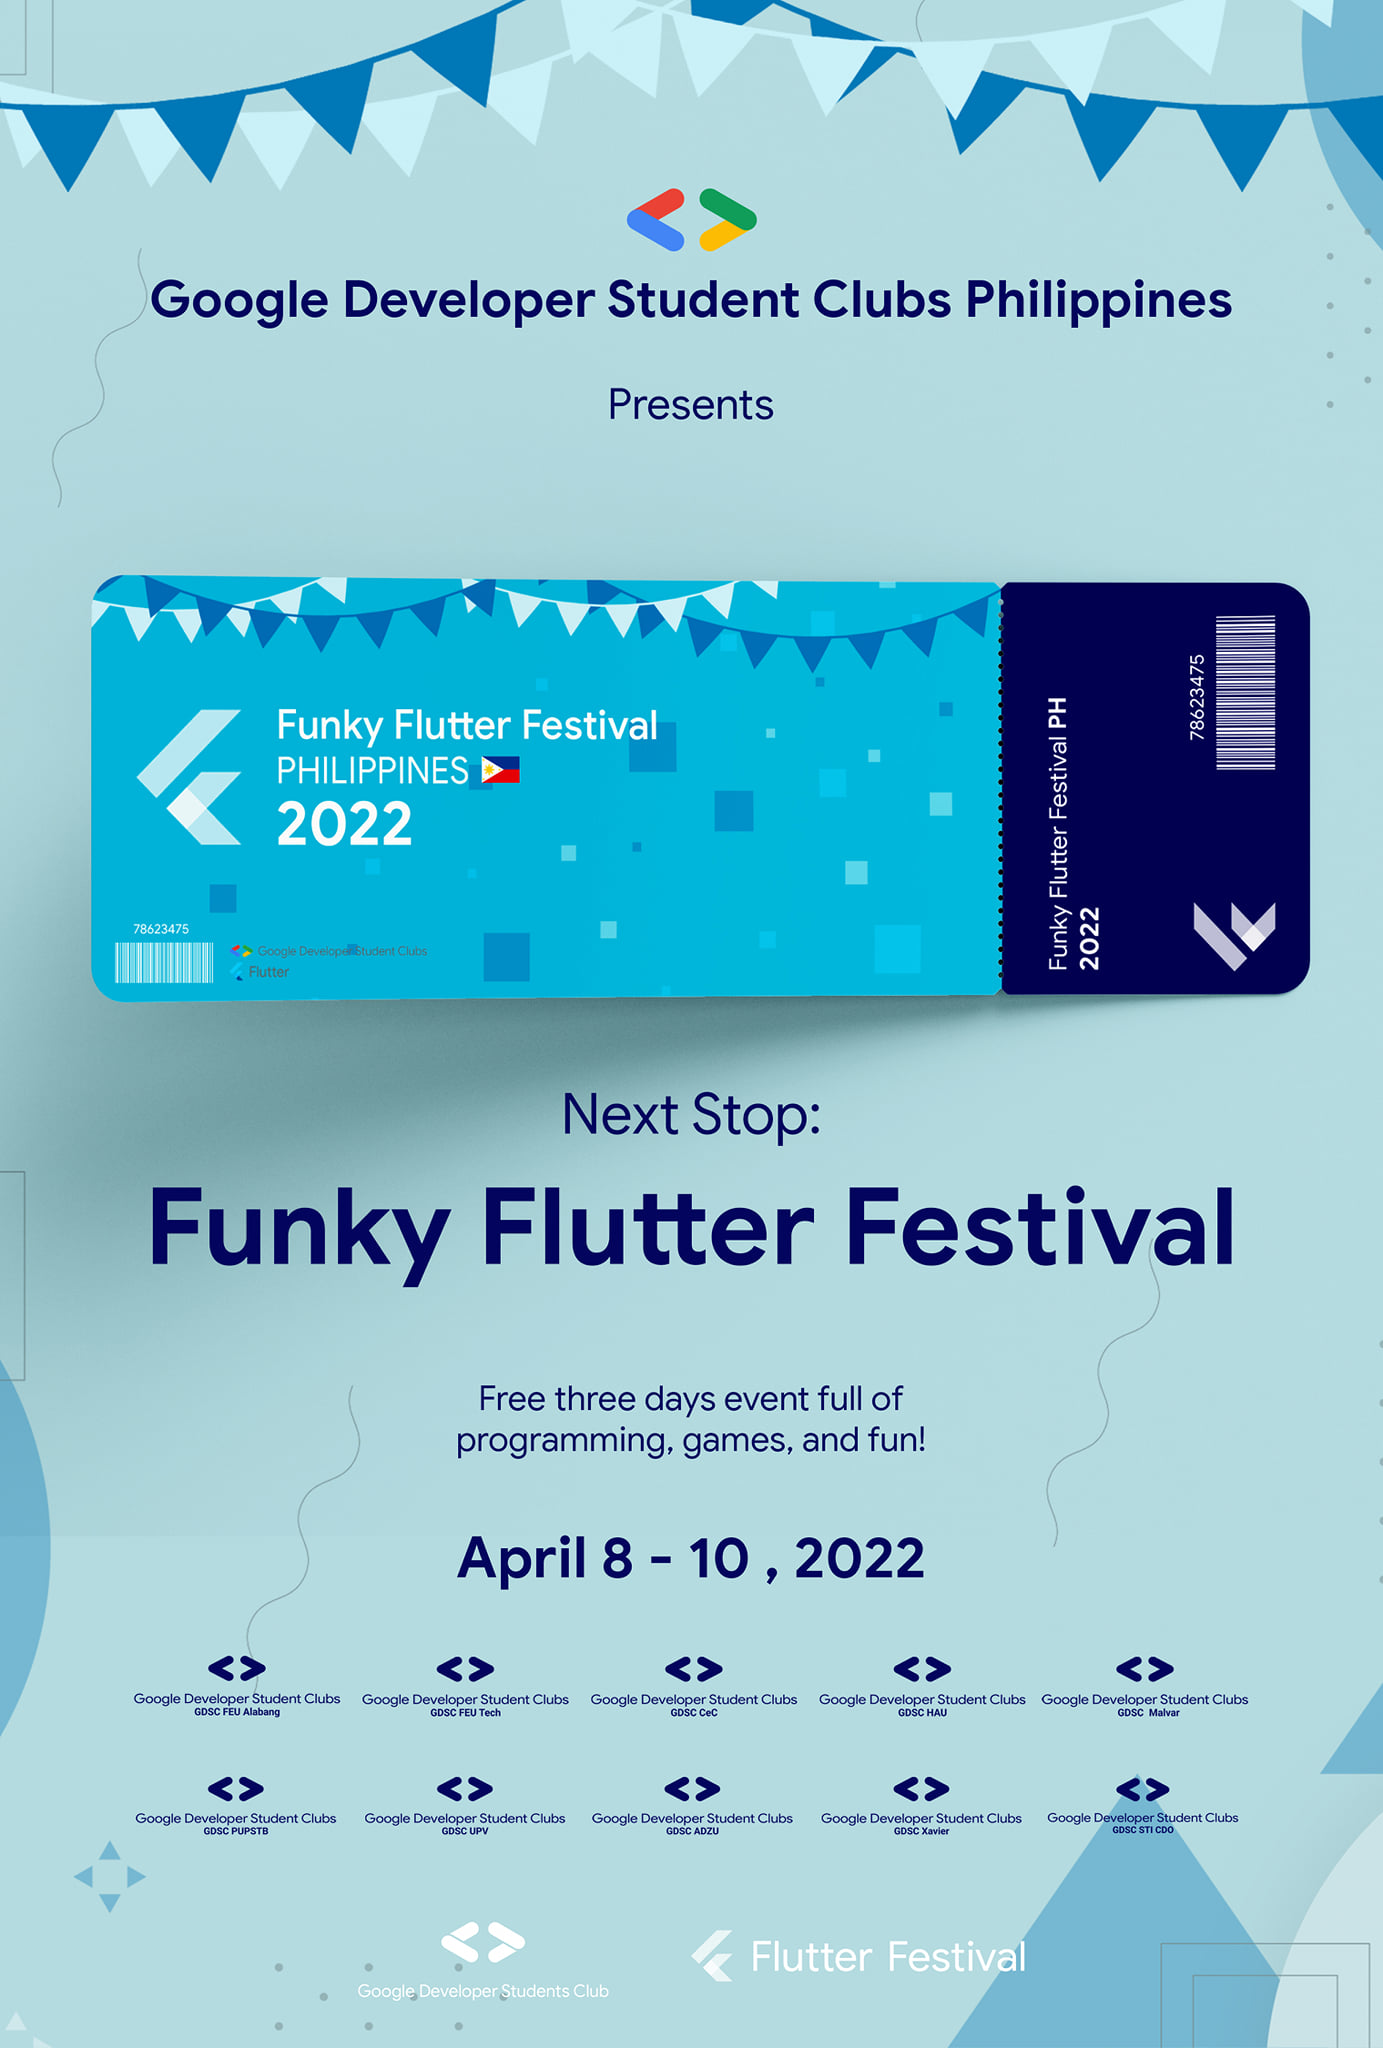 Google Developer Student Clubs Philippines
Presents
Funky Flutter Festival
PHILIPPINES
2022
78623475
Google Developer Student Clubs
Flutter
Funky Flutter Festival PH
2022
78623475
Next Stop:
Funky Flutter Festival
Free three days event full of
programming, games, and fun!
April 8 - 10 , 2022
Google Developer Student Clubs
GDSC FEU Alabang
Google Developer Student Clubs
GDSC FEU Tech
Google Developer Student Clubs
GDSC CeC
Google Developer Student Clubs
GDSC HAU
Google Developer Student Clubs
GDSC Malvar
Google Developer Student Clubs
GDSC PUPSTB
Google Developer Student Clubs
GDSC UPV
Google Developer Student Clubs
GDSC ADZU
Google Developer Student Clubs
GDSC Xavier
Google Developer Student Clubs
GDSC STI CDO
Google Developer Students Club
Flutter Festival